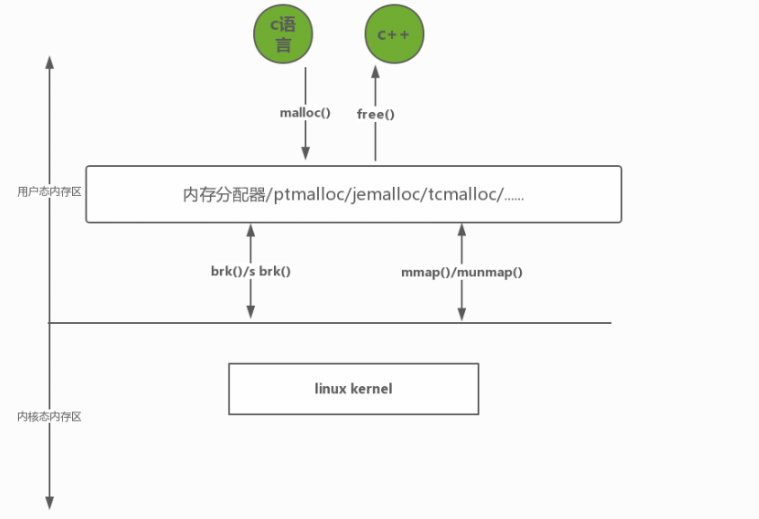 c语
言
c++
malloc()
free()
用户态内存区
内存分配器/ptmalloc/jemalloc/tcmalloc/......
brk()/s brk()
mmap()/munmap()
linux kernel
内核态内存区